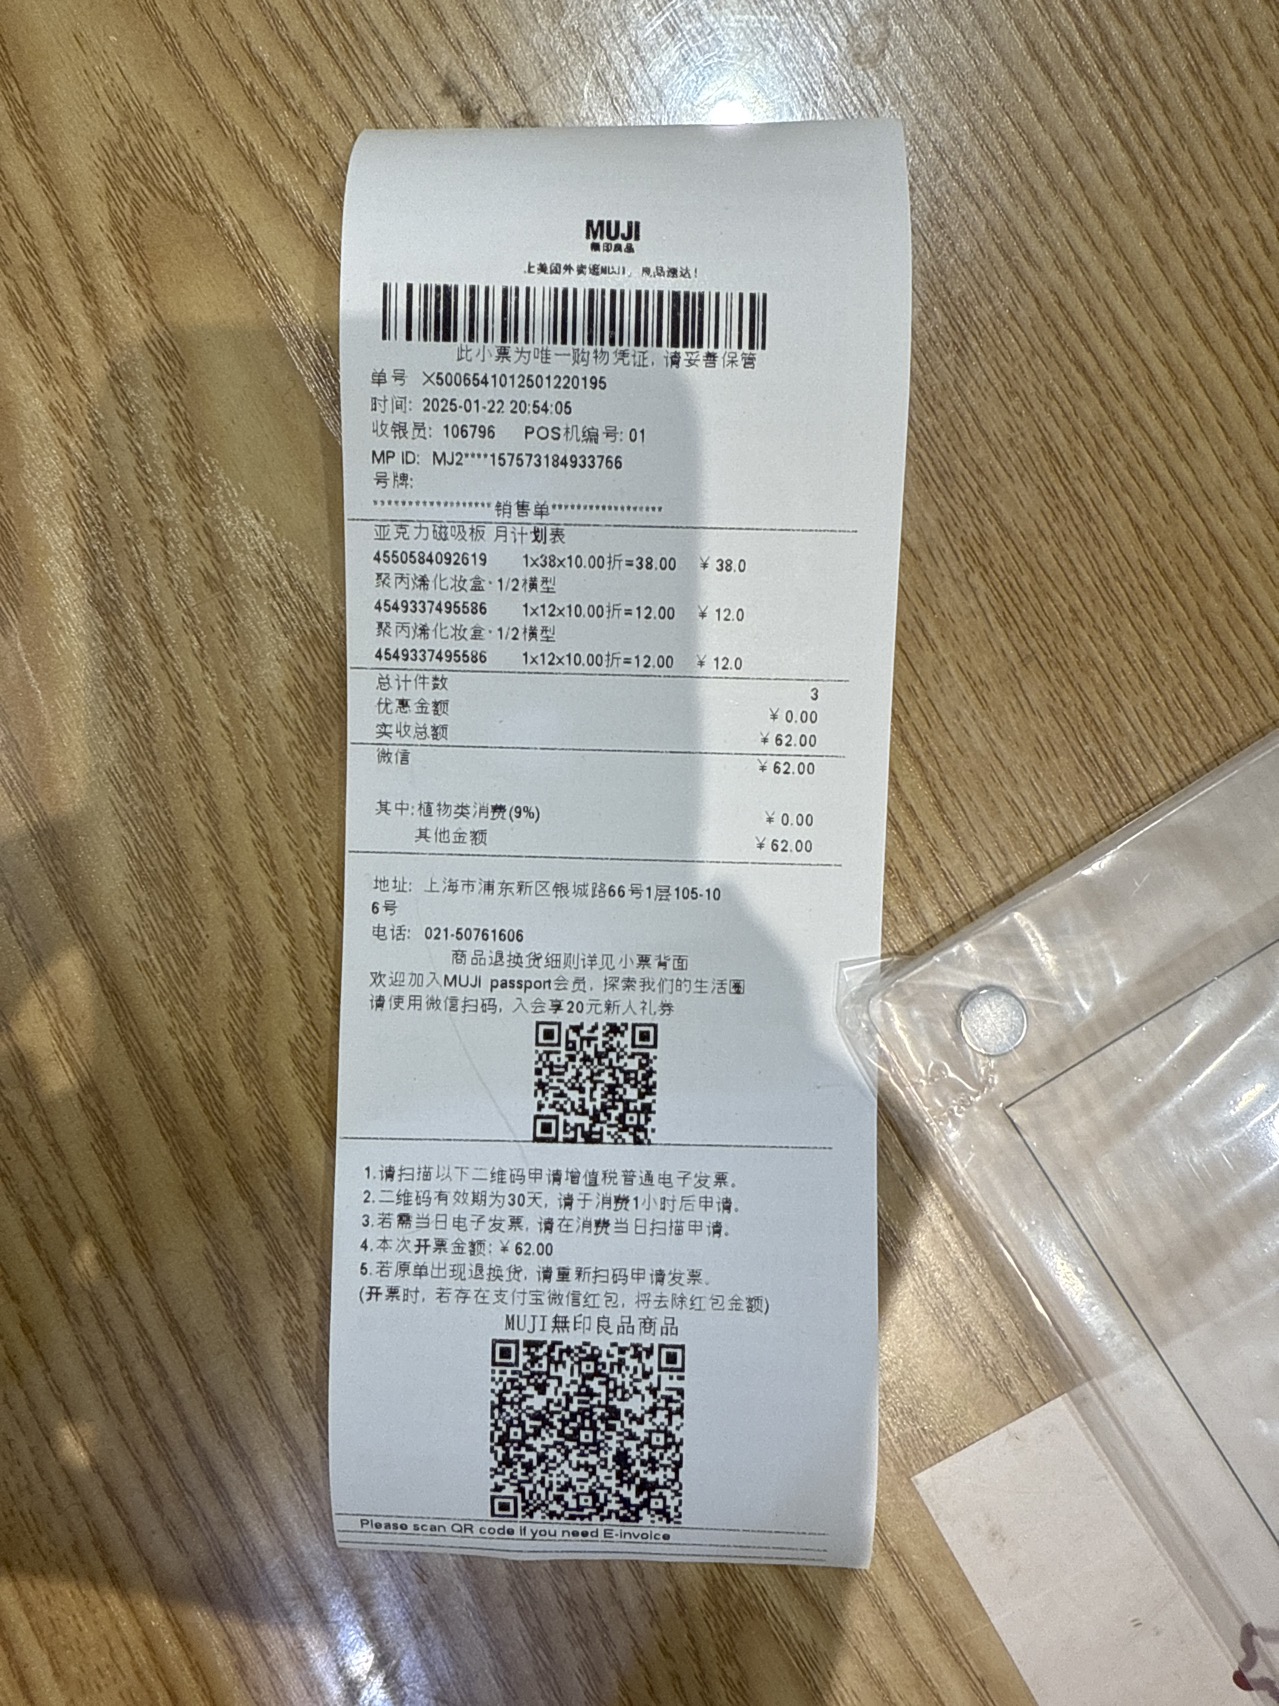 MUJI
無印良品
上美团外卖逛MUJI，良品速达！
此小票为唯一购物凭证, 请妥善保管
单号 X5006541012501220195
时间: 2025-01-22 20:54:05
收银员: 106796 POS机编号: 01
MP ID: MJ2****157573184933766
号牌:
******************销售单*****************
亚克力磁吸板 月计划表
4550584092619 1x38x10.00折=38.00 ¥ 38.0
聚丙烯化妆盒·1/2横型
4549337495586 1x12x10.00折=12.00 ¥ 12.0
聚丙烯化妆盒·1/2横型
4549337495586 1x12x10.00折=12.00 ¥ 12.0
总计件数 3
优惠金额 ¥ 0.00
实收总额 ¥ 62.00
微信 ¥ 62.00
其中:植物类消费(9%) ¥ 0.00
其他金额 ¥ 62.00
地址: 上海市浦东新区银城路66号1层105-10
6号
电话: 021-50761606
商品退换货细则详见小票背面
欢迎加入MUJI passport会员, 探索我们的生活圈
请使用微信扫码, 入会享20元新人礼券
1.请扫描以下二维码申请增值税普通电子发票。
2.二维码有效期为30天, 请于消费1小时后申请。
3.若需当日电子发票, 请在消费当日扫描申请。
4.本次开票金额: ¥ 62.00
5.若原单出现退换货, 请重新扫码申请发票。
(开票时, 若存在支付宝微信红包, 将去除红包金额)
MUJI無印良品商品
Please scan QR code if you need E-invoice